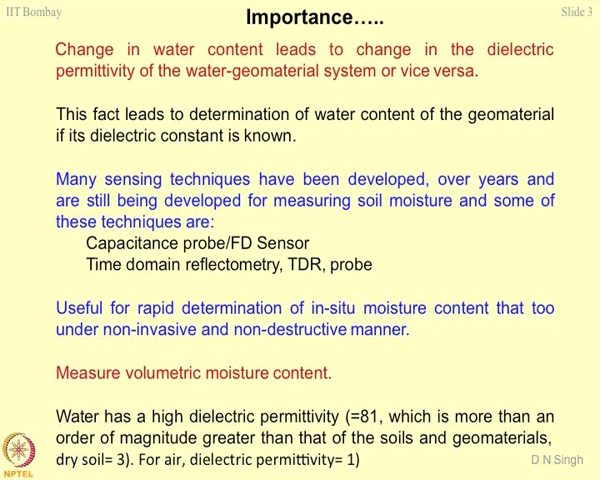 IIT Bombay
Importance…..
Slide 3
Change in water content leads to change in the dielectric
permittivity of the water-geomaterial system or vice versa.
This fact leads to determination of water content of the geomaterial
if its dielectric constant is known.
Many sensing techniques have been developed, over years and
are still being developed for measuring soil moisture and some of
these techniques are:
Capacitance probe/FD Sensor
Time domain reflectometry, TDR, probe
Useful for rapid determination of in-situ moisture content that too
under non-invasive and non-destructive manner.
Measure volumetric moisture content.
Water has a high dielectric permittivity (=81, which is more than an
order of magnitude greater than that of the soils and geomaterials,
dry soil= 3). For air, dielectric permittivity= 1)
D N Singh
NPTEL